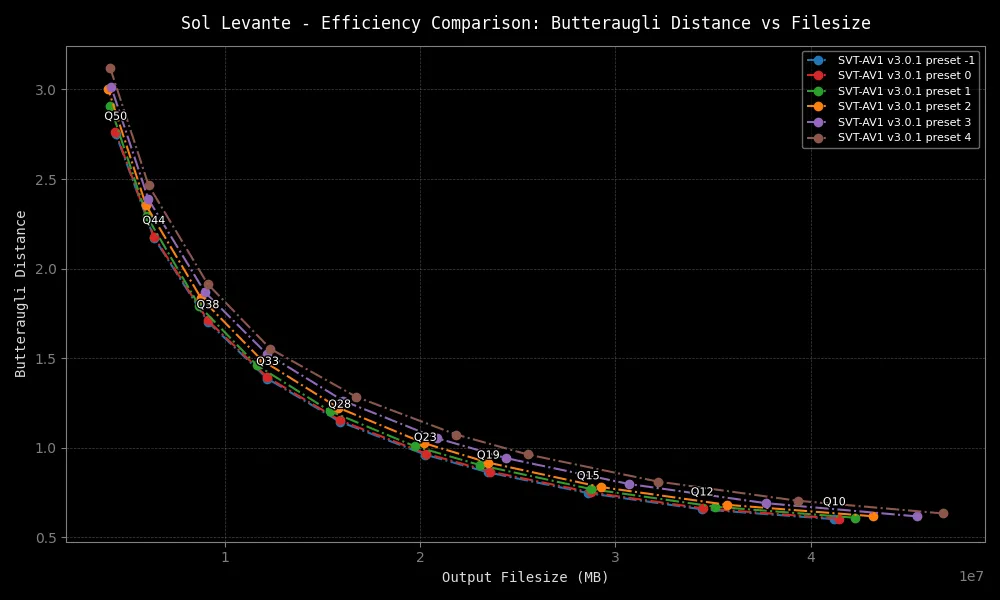 Sol Levante - Efficiency Comparison: Butteraugli Distance vs Filesize
SVT-AV1 v3.0.1 preset -1
SVT-AV1 v3.0.1 preset 0
SVT-AV1 v3.0.1 preset 1
SVT-AV1 v3.0.1 preset 2
SVT-AV1 v3.0.1 preset 3
SVT-AV1 v3.0.1 preset 4
Butteraugli Distance
3.0
2.5
2.0
1.5
1.0
0.5
Q50
Q44
Q38
Q33
Q28
Q23
Q19
Q15
Q12
Q10
1
2
3
4
1e7
Output Filesize (MB)